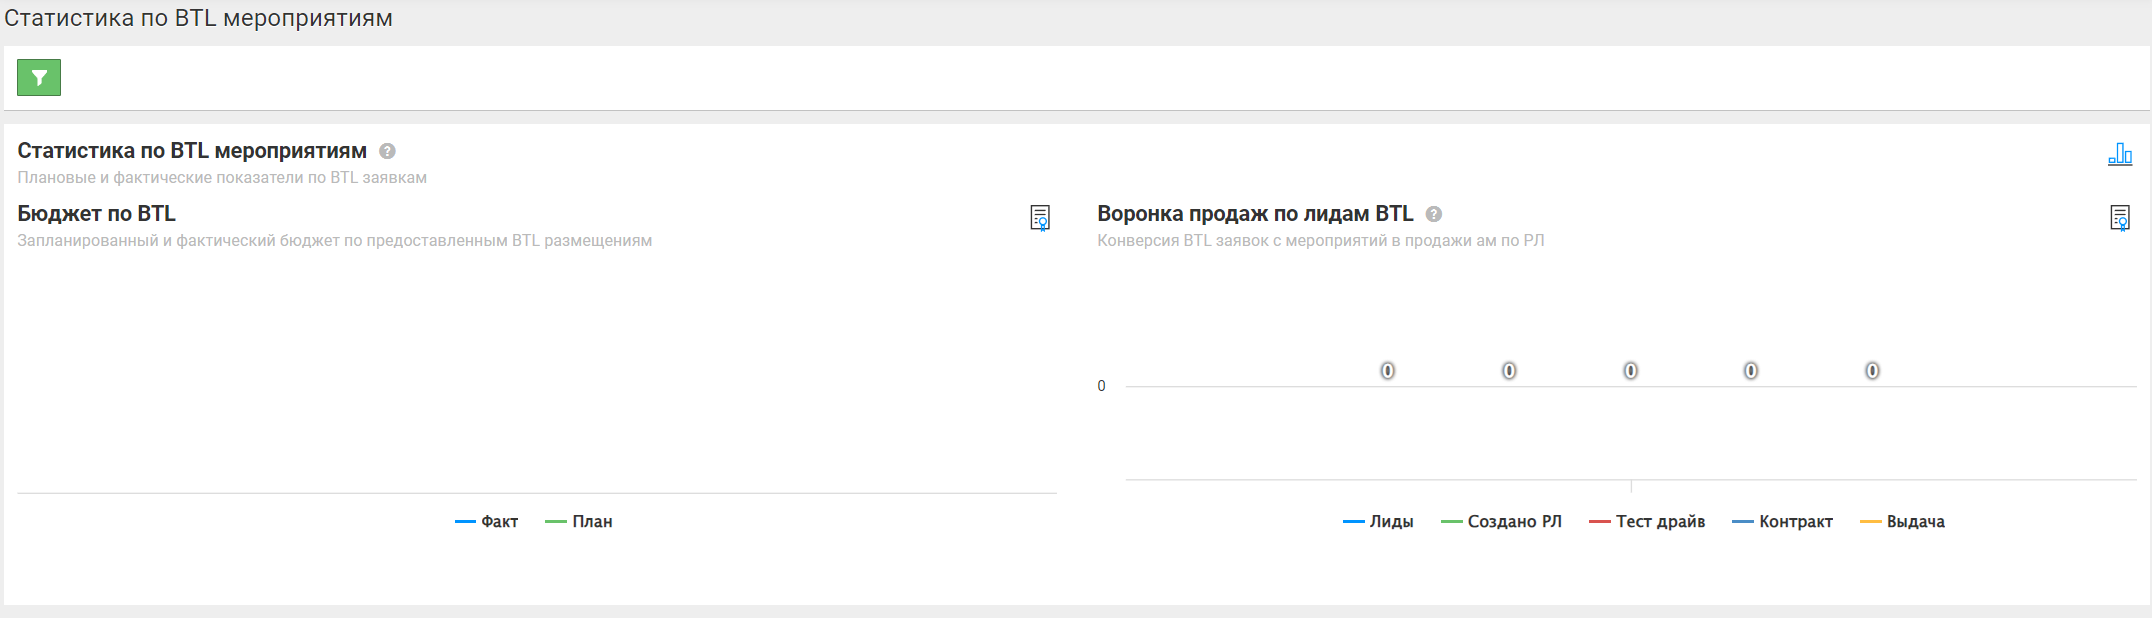 Статистика по BTL мероприятиям
Статистика по BTL мероприятиям ?
Плановые и фактические показатели по BTL заявкам
Бюджет по BTL
Запланированный и фактический бюджет по предоставленным BTL размещениям
Факт План
Воронка продаж по лидам BTL ?
Конверсия BTL заявок с мероприятий в продажи ам по РЛ
0 0 0 0 0
0
Лиды Создано РЛ Тест драйв Контракт Выдача